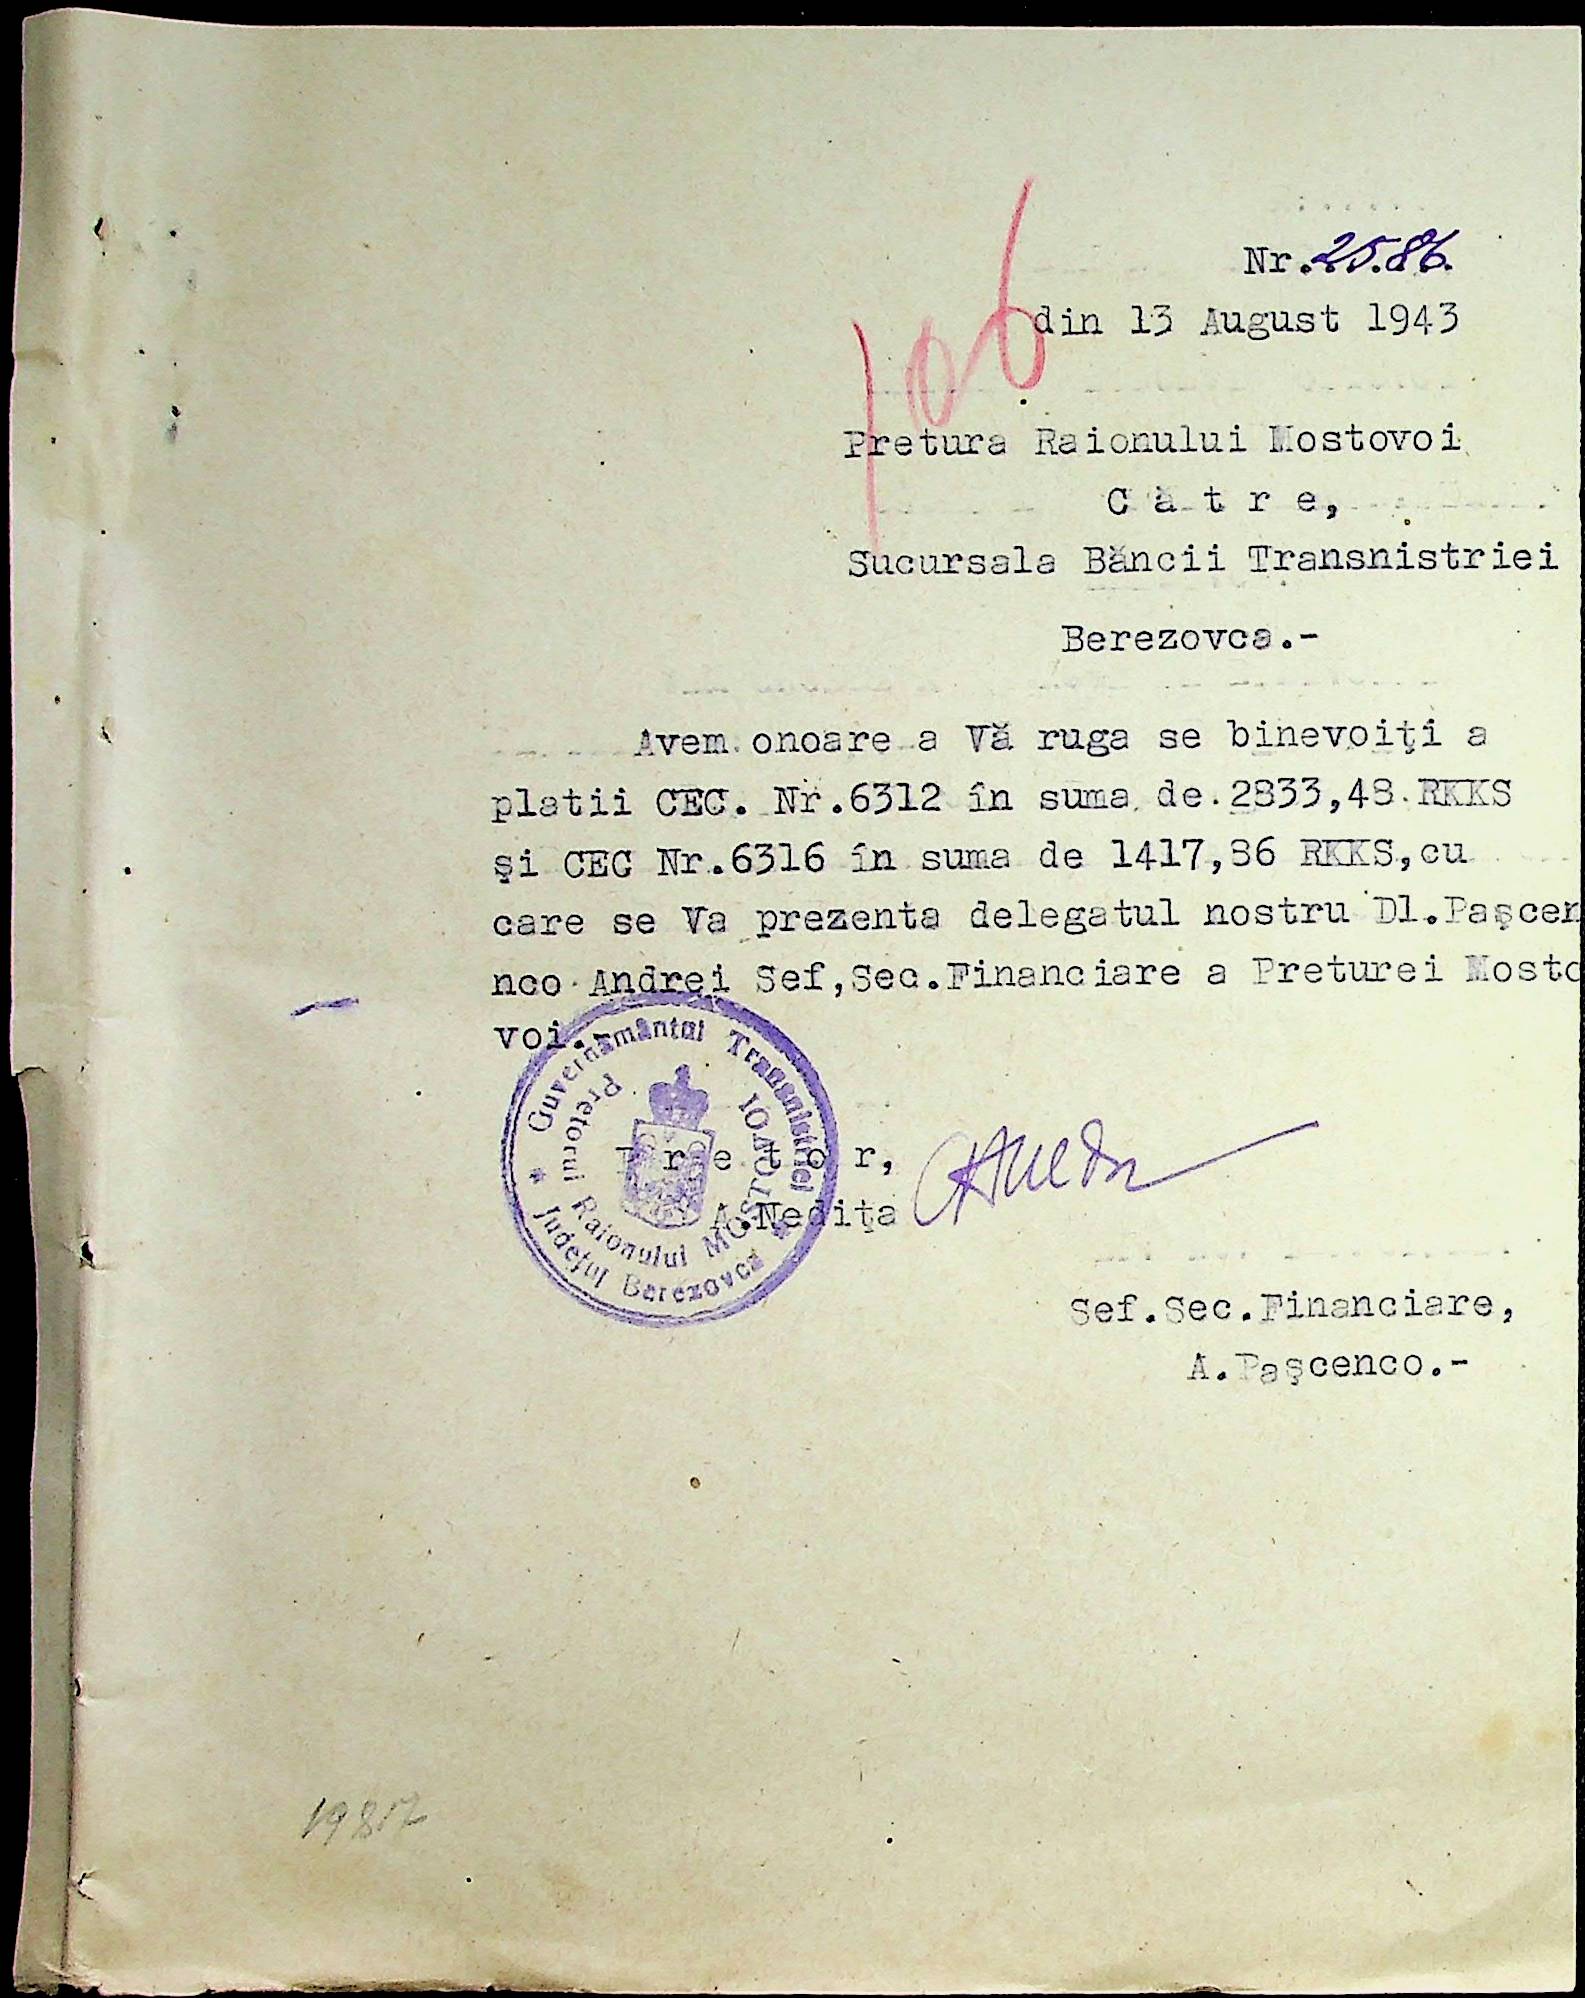 Nr.25.86.
din 13 August 1943
106
Pretura Raionului Mostovoi
C ă t r e,
Sucursala Băncii Transnistriei
Berezovca.-
Avem onoare a Vă ruga se binevoiţi a
platii CEC. Nr.6312 în suma de 2833,48 RKKS
şi CEC Nr.6316 în suma de 1417,86 RKKS,cu
care se Va prezenta delegatul nostru Dl.Paşcen
nco Andrei Sef,Sec.Financiare a Preturei Mosto
voi.-
Guvernământul Transnistriei
Pretorul Raionului MOSTOVOI
* Judeţul Berezovca *
P r e t o r,
A.Nediţa
Sef.Sec.Financiare,
A.Paşcenco.-